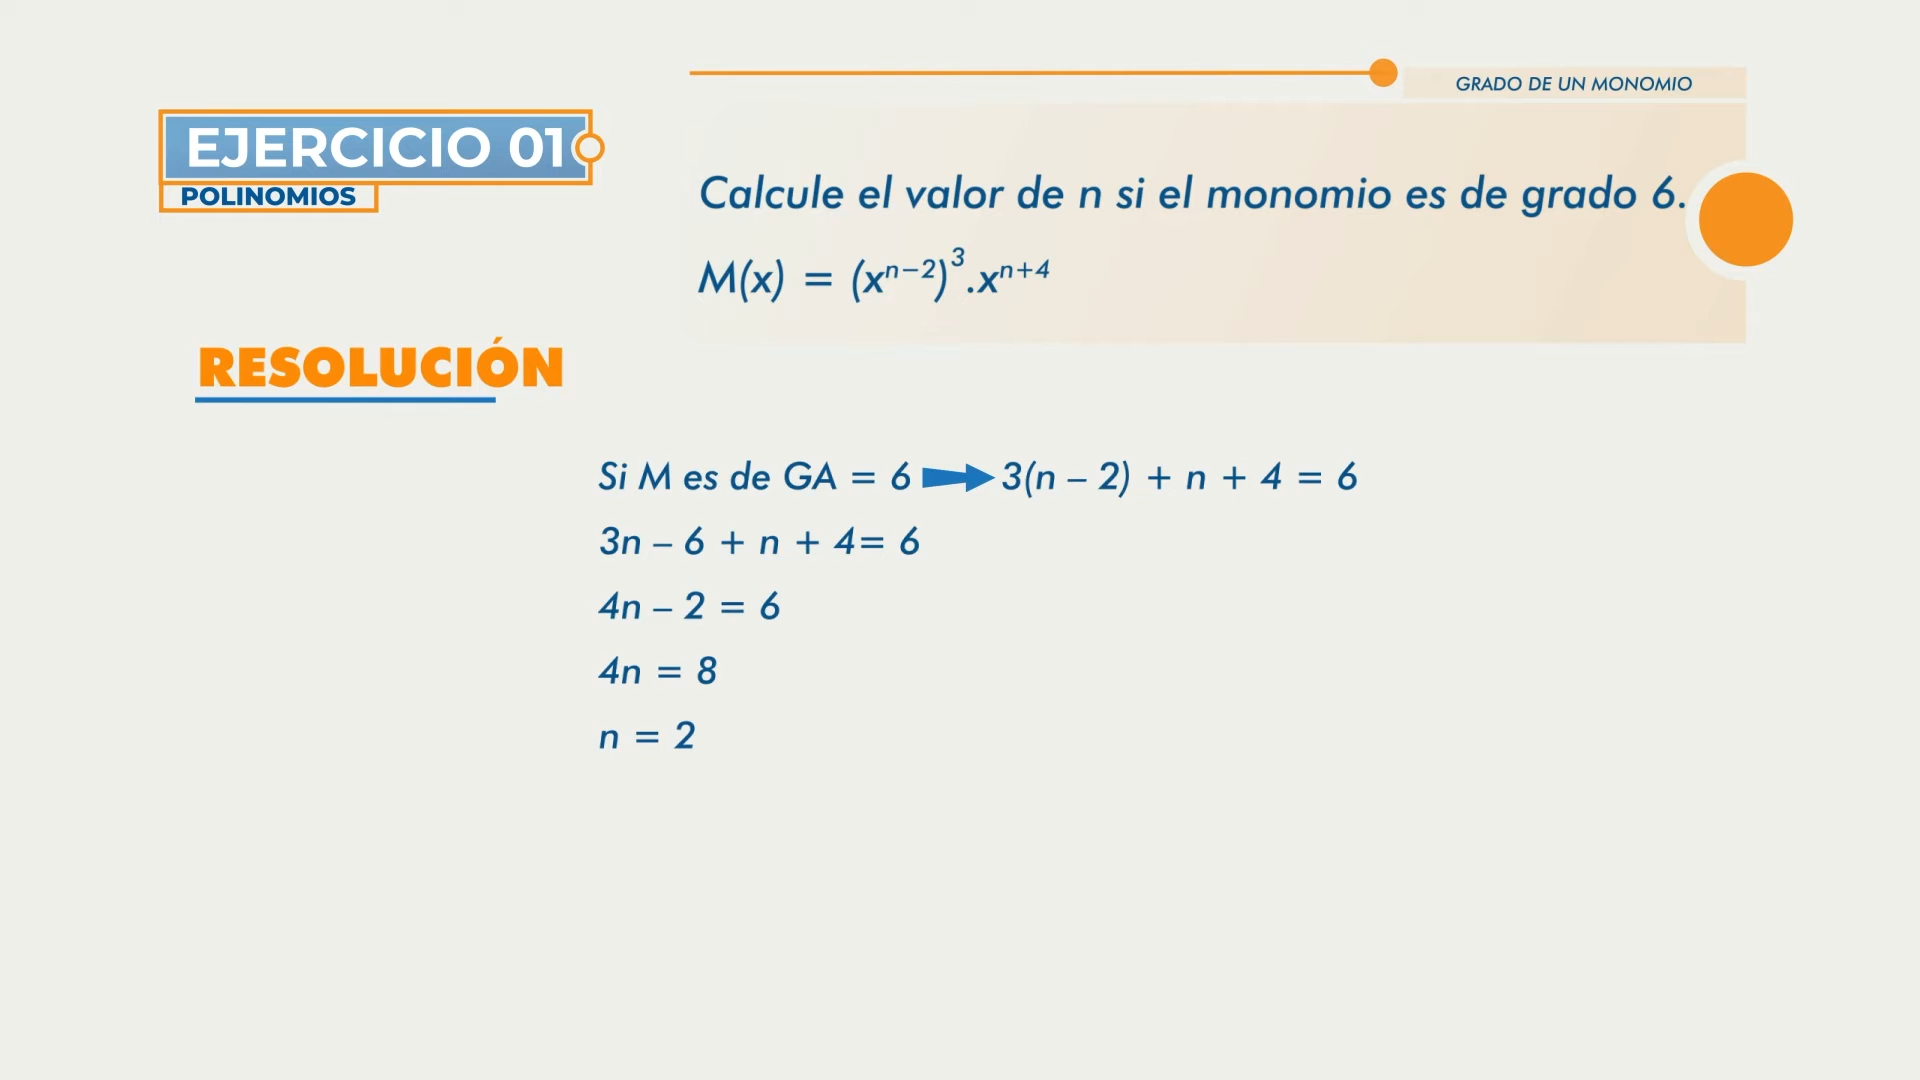 GRADO DE UN MONOMIO
EJERCICIO 01
POLINOMIOS
Calcule el valor de n si el monomio es de grado 6.
M(x) = (xⁿ⁻²)³.xⁿ⁺⁴
RESOLUCIÓN
Si M es de GA = 6 3(n – 2) + n + 4 = 6
3n – 6 + n + 4= 6
4n – 2 = 6
4n = 8
n = 2